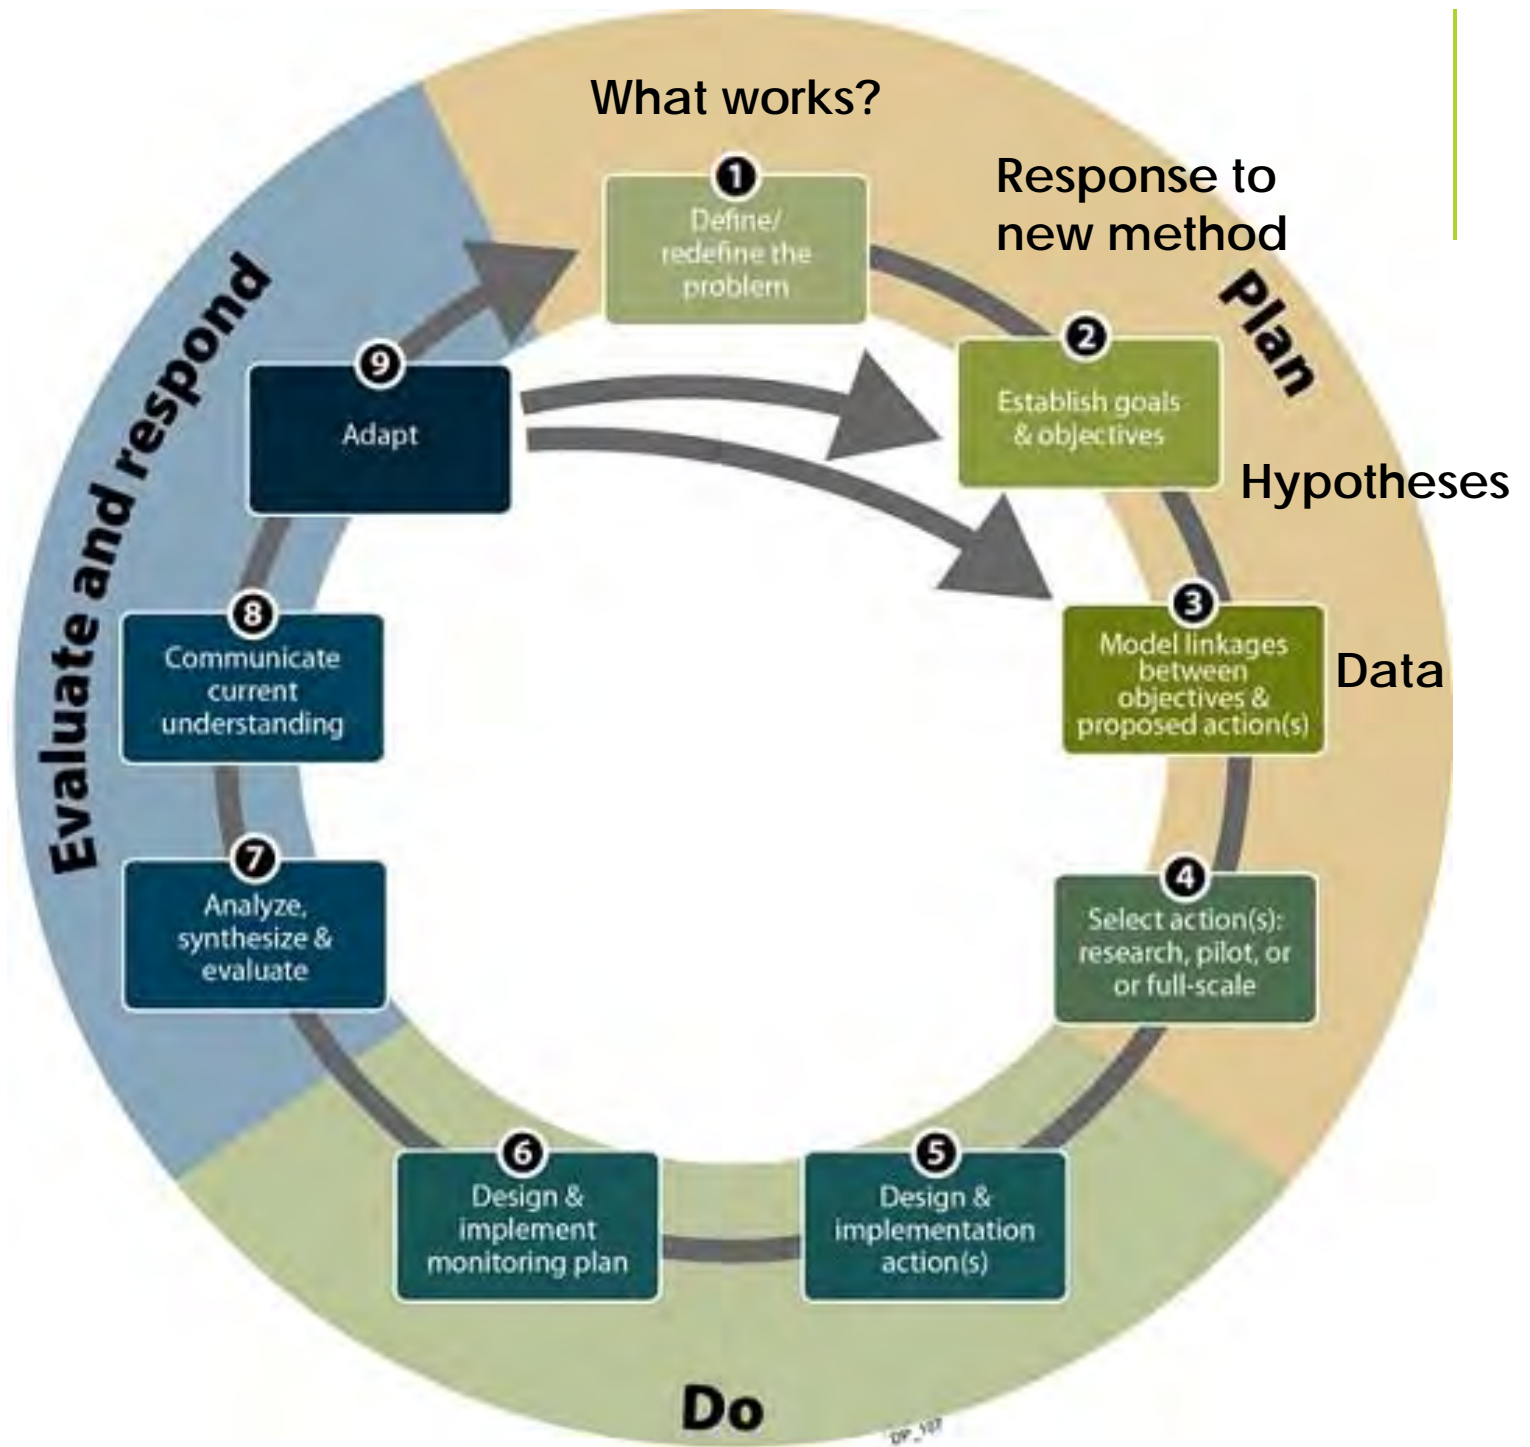 What works?
Response to
new method
Plan
Hypotheses
Data
Evaluate and respond
Do
1
Define/
redefine the
problem
2
Establish goals
& objectives
3
Model linkages
between
objectives &
proposed action(s)
4
Select action(s):
research, pilot, or
or full-scale
5
Design &
implementation
action(s)
6
Design &
implement
monitoring plan
7
Analyze,
synthesize &
evaluate
8
Communicate
current
understanding
9
Adapt